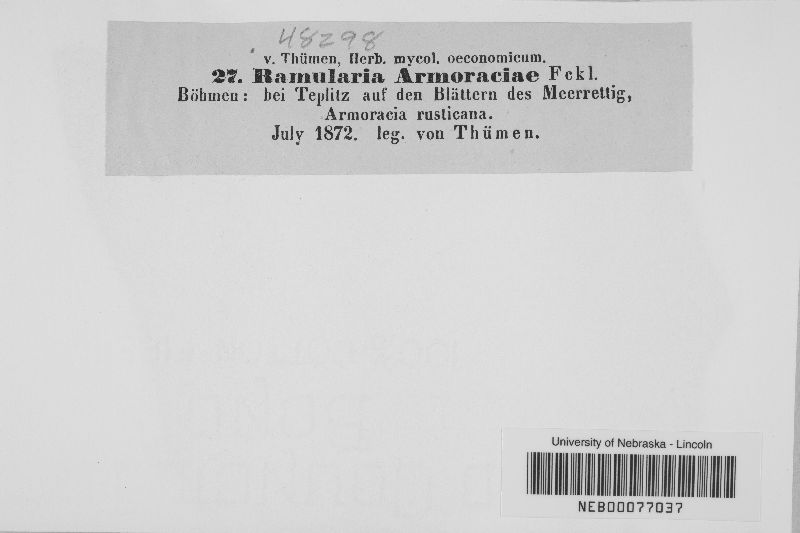 48298
v. Thümen, Herb. mycol. oeconomicum.
27. Ramularia Armoraciae Fckl.
Böhmen: bei Teplitz auf den Blättern des Meerrettig,
Armoracia rusticana.
July 1872. leg. von Thümen.
University of Nebraska - Lincoln
NEB00077037